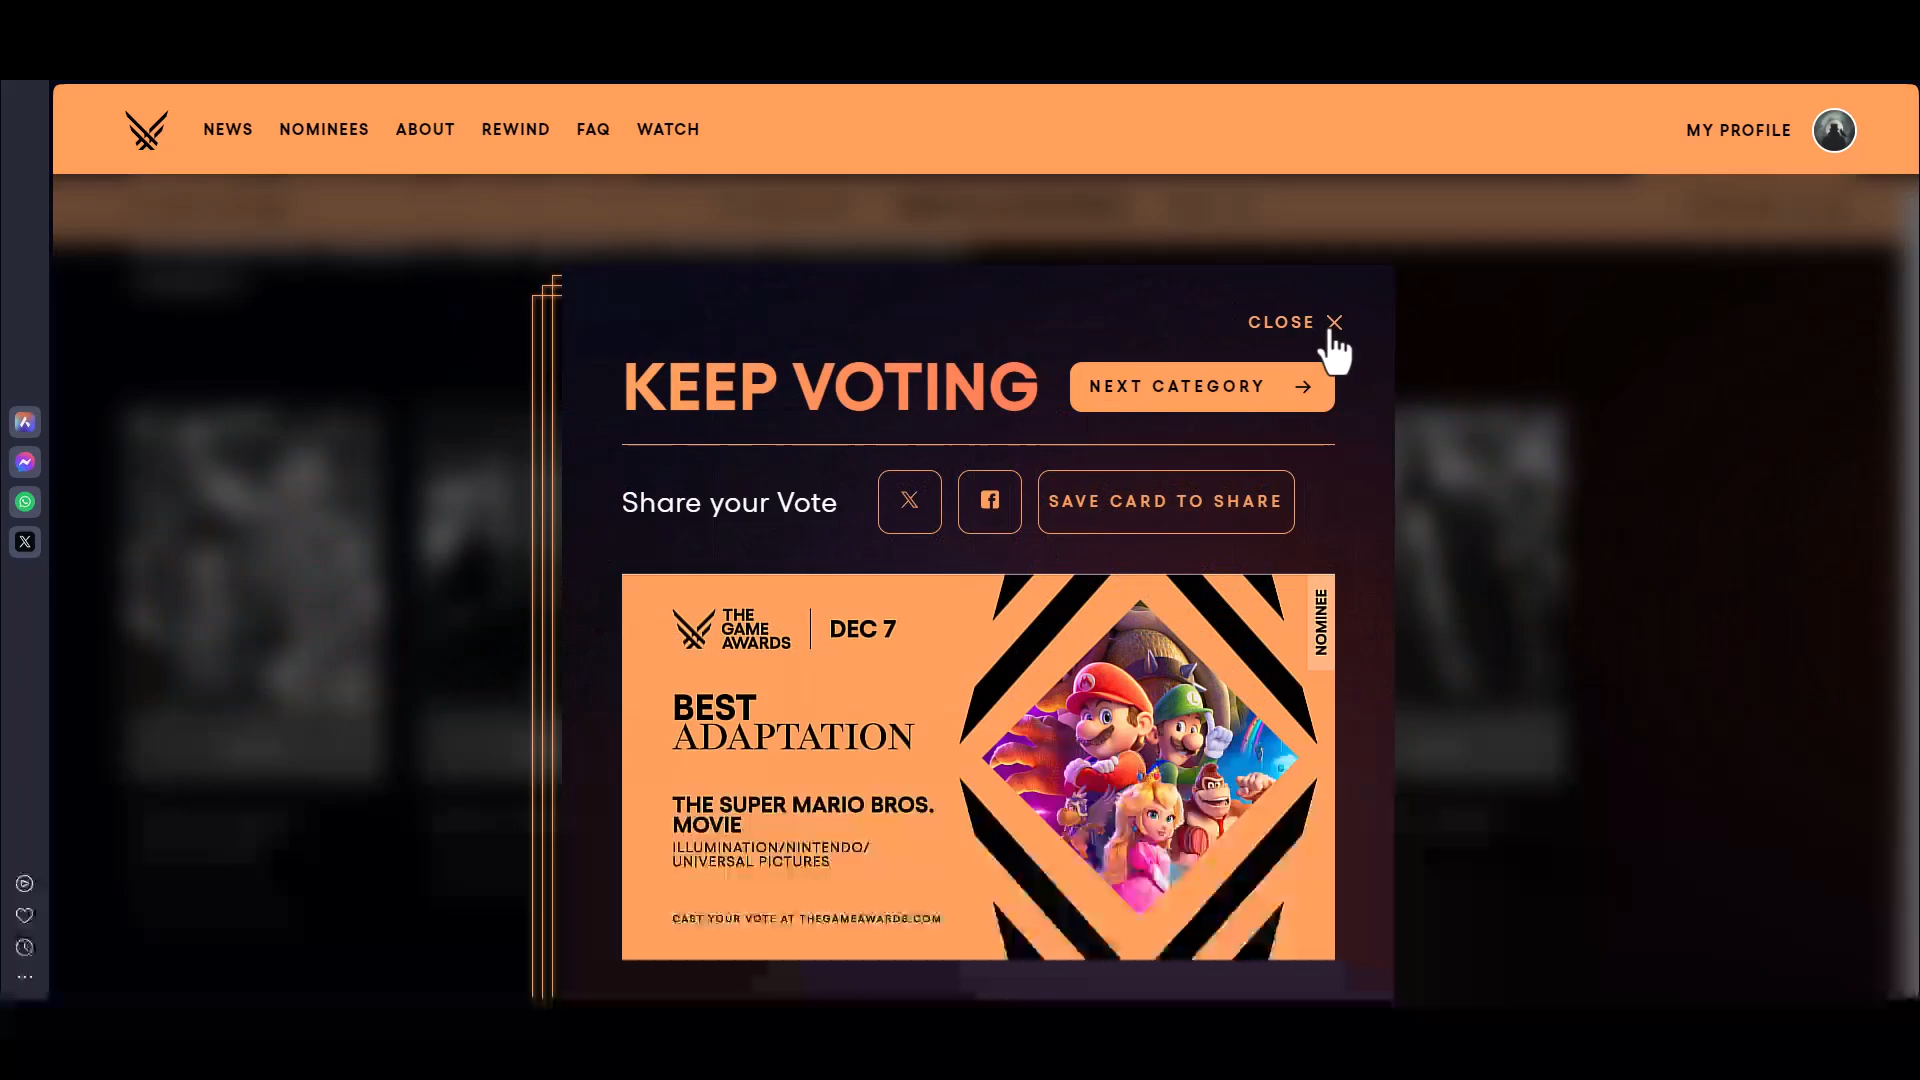 NEWS NOMINEES ABOUT REWIND FAQ WATCH MY PROFILE
CLOSE
KEEP VOTING NEXT CATEGORY
Share your Vote SAVE CARD TO SHARE
NOMINEE
THE
GAME
AWARDS
DEC 7
BEST
ADAPTATION
THE SUPER MARIO BROS.
MOVIE
ILLUMINATION/NINTENDO/
UNIVERSAL PICTURES
CAST YOUR VOTE AT THEGAMEAWARDS.COM